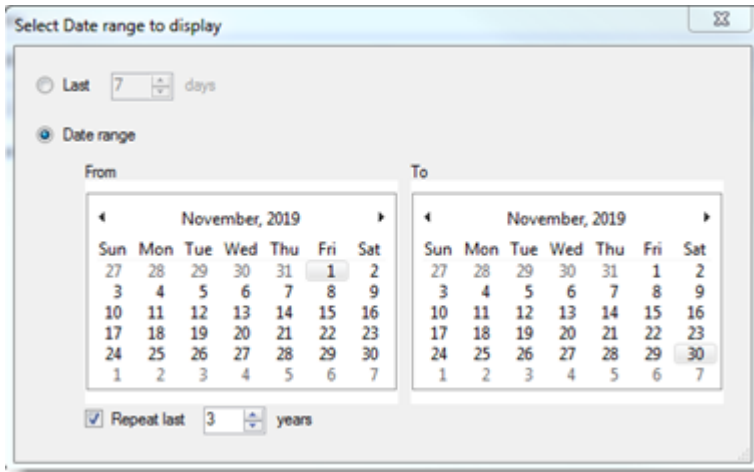 Select Date range to display
Last 7 days
Date range
From To
November, 2019 November, 2019
Sun Mon Tue Wed Thu Fri Sat Sun Mon Tue Wed Thu Fri Sat
27 28 29 30 31 1 2 27 28 29 30 31 1 2
3 4 5 6 7 8 9 3 4 5 6 7 8 9
10 11 12 13 14 15 16 10 11 12 13 14 15 16
17 18 19 20 21 22 23 17 18 19 20 21 22 23
24 25 26 27 28 29 30 24 25 26 27 28 29 30
1 2 3 4 5 6 7 1 2 3 4 5 6 7
Repeat last 3 years